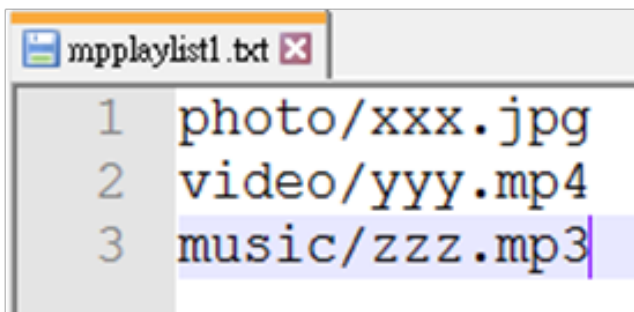 mpplaylist1.txt
1 photo/xxx.jpg
2 video/yyy.mp4
3 music/zzz.mp3